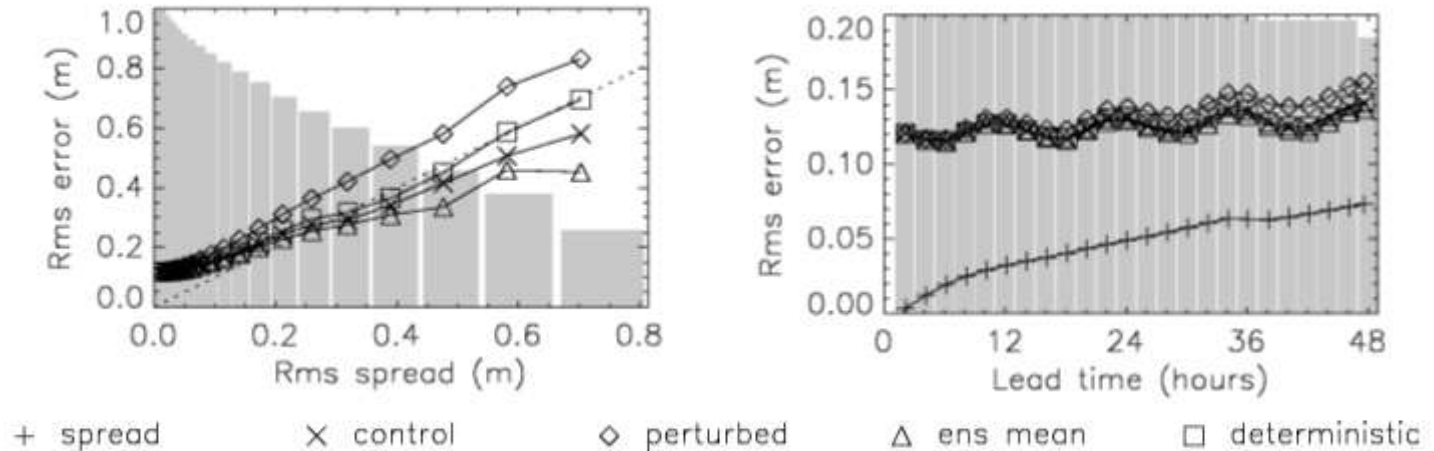 Rms error (m)
1.0
0.8
0.6
0.4
0.2
0.0
0.0 0.2 0.4 0.6 0.8
Rms spread (m)
Rms error (m)
0.20
0.15
0.10
0.05
0.00
0 12 24 36 48
Lead time (hours)
+ spread × control ◇ perturbed △ ens mean □ deterministic